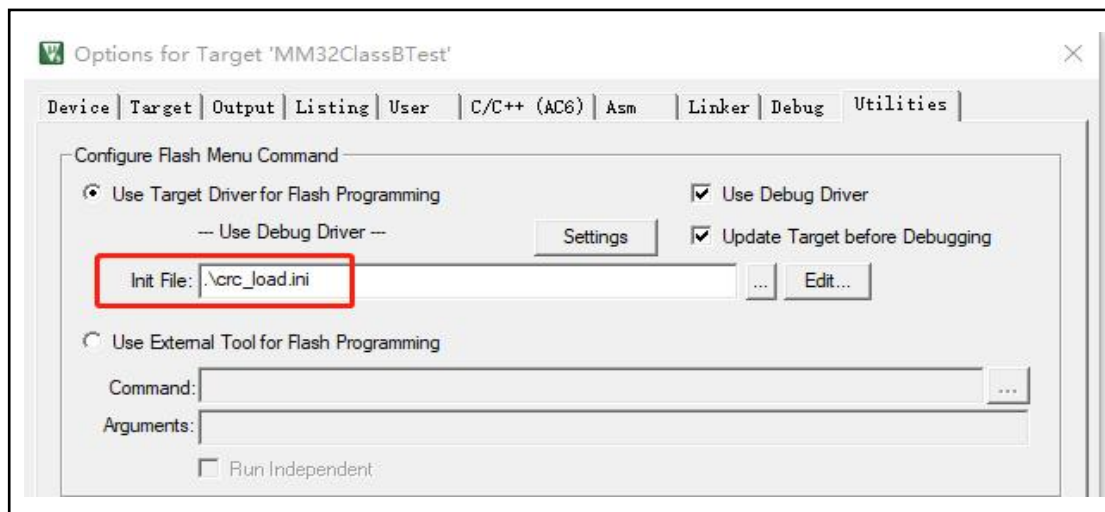 Options for Target 'MM32ClassBTest'
Device Target Output Listing User C/C++ (AC6) Asm Linker Debug Utilities
Configure Flash Menu Command
Use Target Driver for Flash Programming Use Debug Driver
--- Use Debug Driver --- Settings Update Target before Debugging
Init File: .\crc_load.ini ... Edit...
Use External Tool for Flash Programming
Command: ...
Arguments:
Run Independent